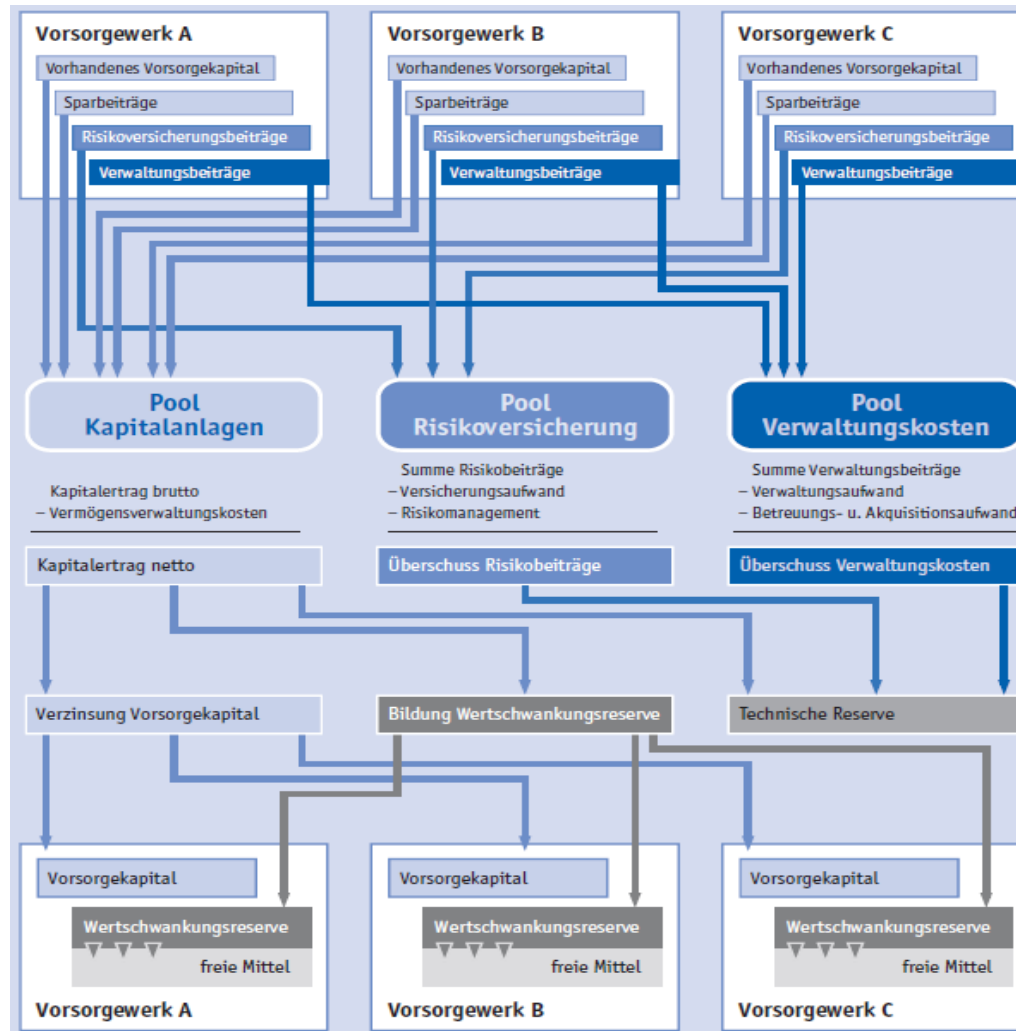 Vorsorgewerk A
Vorhandenes Vorsorgekapital
Sparbeiträge
Risikoversicherungsbeiträge
Verwaltungsbeiträge
Vorsorgewerk B
Vorhandenes Vorsorgekapital
Sparbeiträge
Risikoversicherungsbeiträge
Verwaltungsbeiträge
Vorsorgewerk C
Vorhandenes Vorsorgekapital
Sparbeiträge
Risikoversicherungsbeiträge
Verwaltungsbeiträge
Pool
Kapitalanlagen
Kapitalertrag brutto
– Vermögensverwaltungskosten
Kapitalertrag netto
Pool
Risikoversicherung
Summe Risikobeiträge
– Versicherungsaufwand
– Risikomanagement
Überschuss Risikobeiträge
Pool
Verwaltungskosten
Summe Verwaltungsbeiträge
– Verwaltungsaufwand
– Betreuungs- u. Akquisitionsaufwand
Überschuss Verwaltungskosten
Verzinsung Vorsorgekapital
Bildung Wertschwankungsreserve
Technische Reserve
Vorsorgekapital
Wertschwankungsreserve
freie Mittel
Vorsorgewerk A
Vorsorgekapital
Wertschwankungsreserve
freie Mittel
Vorsorgewerk B
Vorsorgekapital
Wertschwankungsreserve
freie Mittel
Vorsorgewerk C